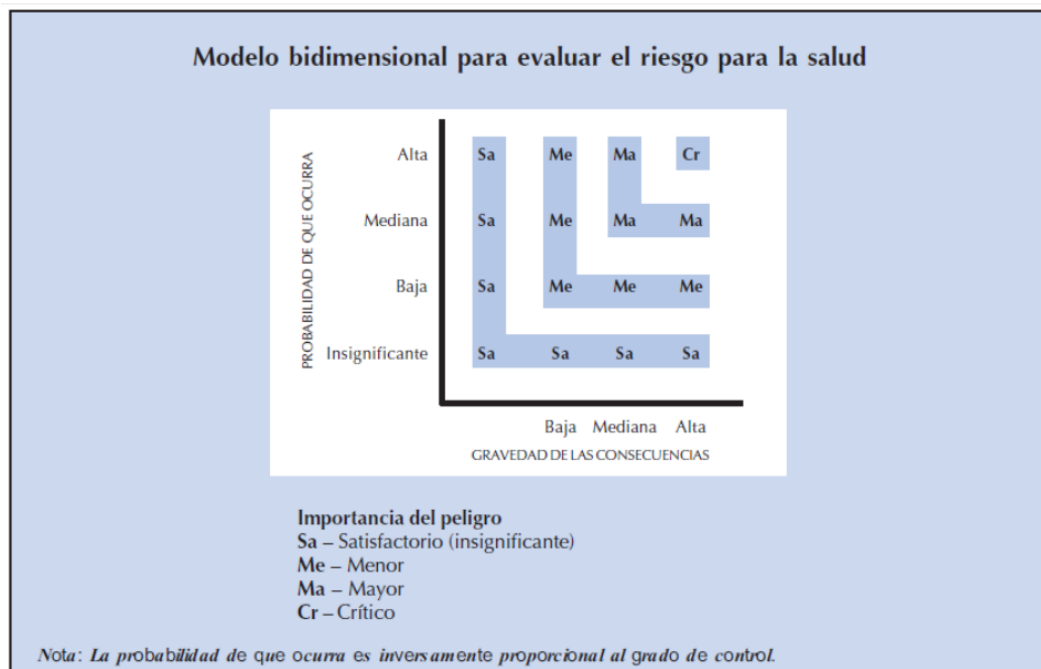 Modelo bidimensional para evaluar el riesgo para la salud
PROBABILIDAD DE QUE OCURRA
Alta Sa Me Ma Cr
Mediana Sa Me Ma Ma
Baja Sa Me Me Me
Insignificante Sa Sa Sa Sa
Baja Mediana Alta
GRAVEDAD DE LAS CONSECUENCIAS
Importancia del peligro
Sa – Satisfactorio (insignificante)
Me – Menor
Ma – Mayor
Cr – Crítico
Nota: La probabilidad de que ocurra es inversamente proporcional al grado de control.